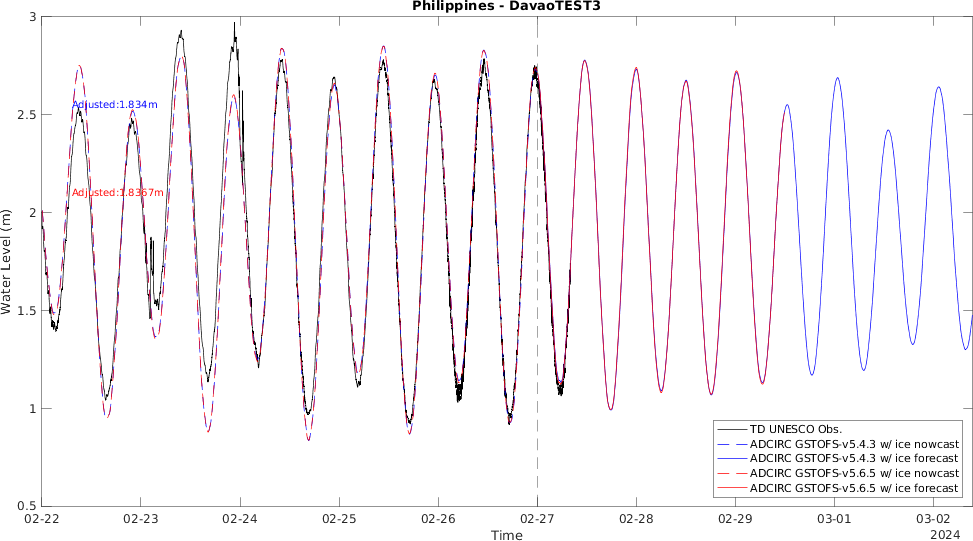 Philippines - DavaoTEST3
3
2.5
2
1.5
1
0.5
Water Level (m)
Adjusted:1.834m
Adjusted:1.8367m
TD UNESCO Obs.
ADCIRC GSTOFS-v5.4.3 w/ ice nowcast
ADCIRC GSTOFS-v5.4.3 w/ ice forecast
ADCIRC GSTOFS-v5.6.5 w/ ice nowcast
ADCIRC GSTOFS-v5.6.5 w/ ice forecast
02-22 02-23 02-24 02-25 02-26 02-27 02-28 02-29 03-01 03-02
Time
2024